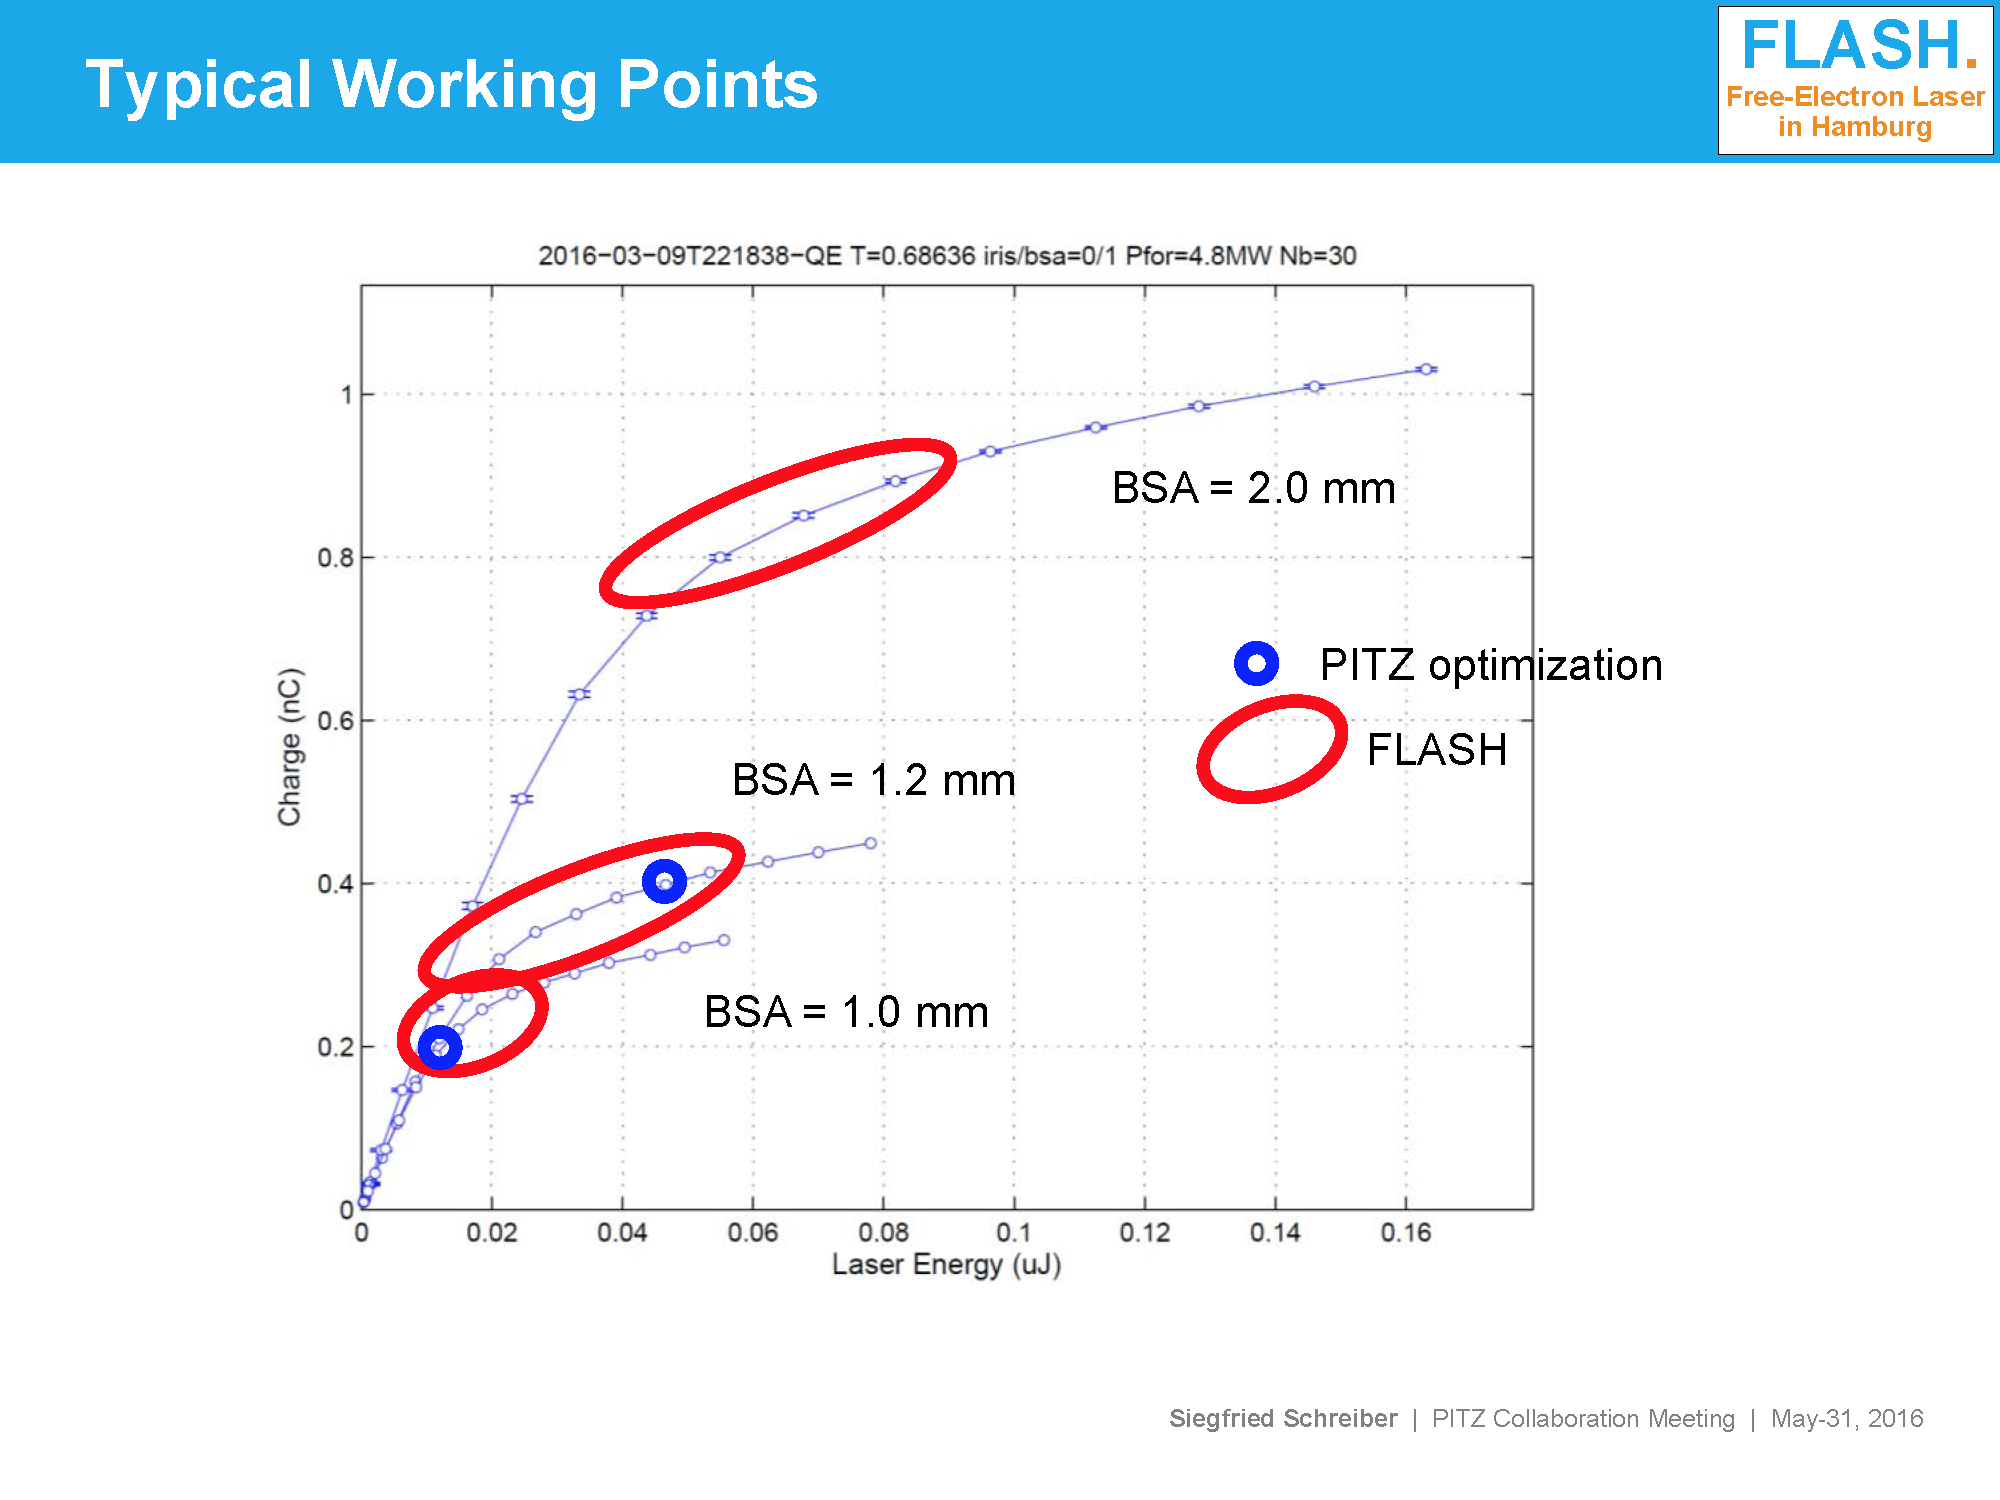 Typical Working Points
FLASH.
Free-Electron Laser
in Hamburg
2016-03-09T221838-QE T=0.68636 iris/bsa=0/1 Pfor=4.8MW Nb=30
1
0.8
0.6
0.4
0.2
0
Charge (nC)
BSA = 2.0 mm
PITZ optimization
FLASH
BSA = 1.2 mm
BSA = 1.0 mm
0 0.02 0.04 0.06 0.08 0.1 0.12 0.14 0.16
Laser Energy (uJ)
Siegfried Schreiber | PITZ Collaboration Meeting | May-31, 2016